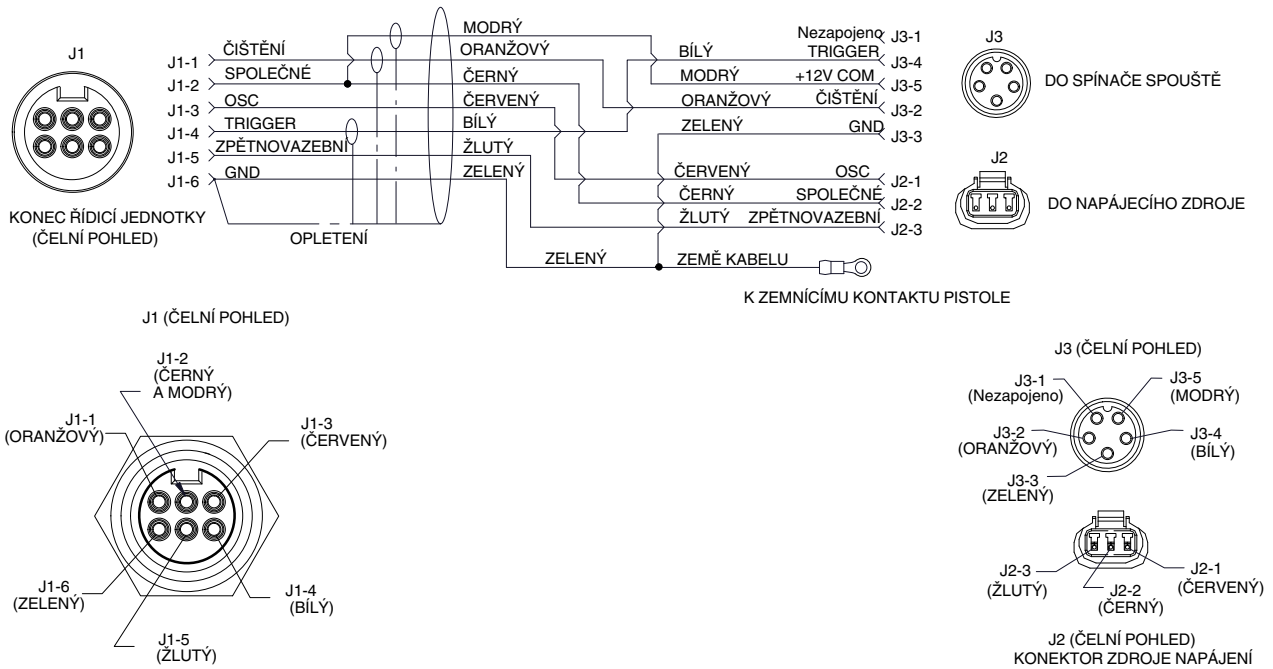 J1
J1-1
J1-2
J1-3
J1-4
J1-5
J1-6
ČIŠTĚNÍ
SPOLEČNÉ
OSC
TRIGGER
ZPĚTNOVAZEBNÍ
GND
KONEC ŘÍDICÍ JEDNOTKY
(ČELNÍ POHLED)
OPLETENÍ
MODRÝ
ORANŽOVÝ
ČERNÝ
ČERVENÝ
BÍLÝ
ŽLUTÝ
ZELENÝ
BÍLÝ
MODRÝ
ORANŽOVÝ
ZELENÝ
ČERVENÝ
ČERNÝ
ŽLUTÝ
Nezapojeno
TRIGGER
+12V COM
ČIŠTĚNÍ
GND
OSC
SPOLEČNÉ
ZPĚTNOVAZEBNÍ
J3-1
J3-4
J3-5
J3-2
J3-3
J2-1
J2-2
J2-3
J3
DO SPÍNAČE SPOUŠTĚ
J2
DO NAPÁJECÍHO ZDROJE
ZELENÝ
ZEMĚ KABELU
K ZEMNÍCÍMU KONTAKTU PISTOLE
J1 (ČELNÍ POHLED)
J1-2
(ČERNÝ
A MODRÝ)
J1-1
(ORANŽOVÝ)
J1-3
(ČERVENÝ)
J1-6
(ZELENÝ)
J1-4
(BÍLÝ)
J1-5
(ŽLUTÝ)
J3 (ČELNÍ POHLED)
J3-1
(Nezapojeno)
J3-5
(MODRÝ)
J3-2
(ORANŽOVÝ)
J3-4
(BÍLÝ)
J3-3
(ZELENÝ)
J2-3
(ŽLUTÝ)
J2-2
(ČERNÝ)
J2-1
(ČERVENÝ)
J2 (ČELNÍ POHLED)
KONEKTOR ZDROJE NAPÁJENÍ